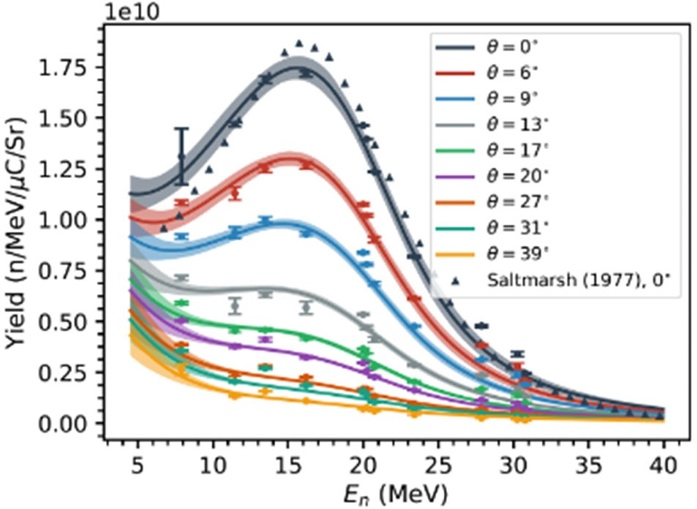 1e10
Yield (n/MeV/μC/Sr)
1.75
1.50
1.25
1.00
0.75
0.50
0.25
0.00
5 10 15 20 25 30 35 40
E_n (MeV)
θ = 0°
θ = 6°
θ = 9°
θ = 13°
θ = 17°
θ = 20°
θ = 27°
θ = 31°
θ = 39°
Saltmarsh (1977), 0°